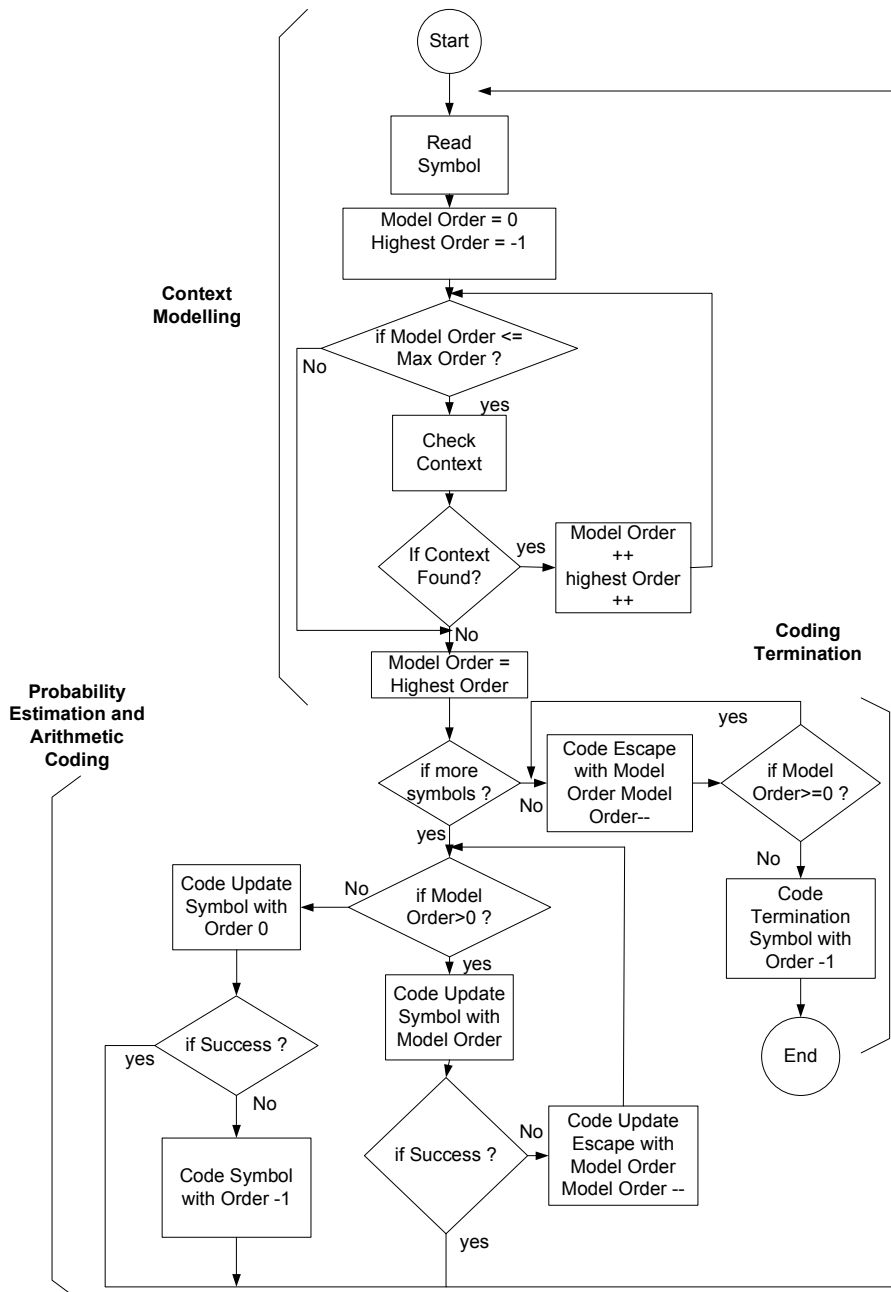 Start
Read
Symbol
Model Order = 0
Highest Order = -1
Context
Modelling
if Model Order <=
Max Order ?
No
yes
Check
Context
If Context
Found?
yes
Model Order
++
highest Order
++
No
Model Order =
Highest Order
Coding
Termination
Probability
Estimation and
Arithmetic
Coding
if more
symbols ?
No
yes
Code Escape
with Model
Order Model
Order--
yes
if Model
Order>=0 ?
No
Code
Termination
Symbol with
Order -1
End
if Model
Order>0 ?
No
yes
Code Update
Symbol with
Order 0
if Success ?
yes
No
Code Symbol
with Order -1
Code Update
Symbol with
Model Order
if Success ?
No
yes
Code Update
Escape with
Model Order
Model Order --